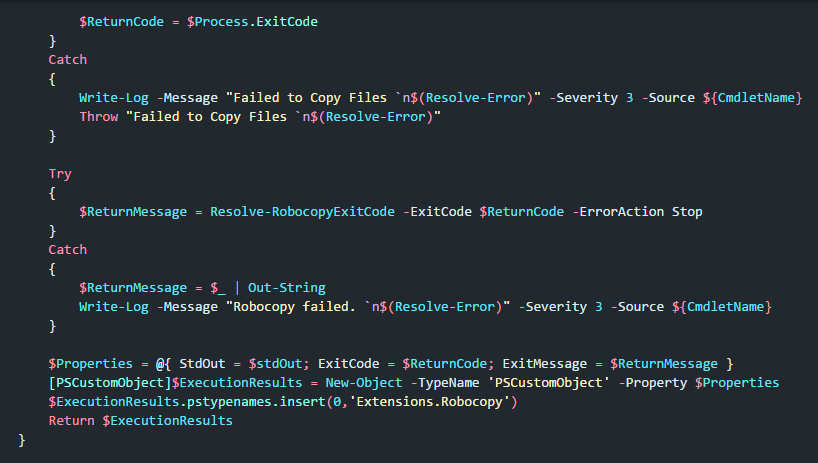 $ReturnCode = $Process.ExitCode
}
Catch
{
Write-Log -Message "Failed to Copy Files `n$(Resolve-Error)" -Severity 3 -Source ${CmdletName}
Throw "Failed to Copy Files `n$(Resolve-Error)"
}
Try
{
$ReturnMessage = Resolve-RobocopyExitCode -ExitCode $ReturnCode -ErrorAction Stop
}
Catch
{
$ReturnMessage = $_ | Out-String
Write-Log -Message "Robocopy failed. `n$(Resolve-Error)" -Severity 3 -Source ${CmdletName}
}
$Properties = @{ StdOut = $stdOut; ExitCode = $ReturnCode; ExitMessage = $ReturnMessage }
[PSCustomObject]$ExecutionResults = New-Object -TypeName 'PSCustomObject' -Property $Properties
$ExecutionResults.pstypenames.insert(0,'Extensions.Robocopy')
Return $ExecutionResults
}